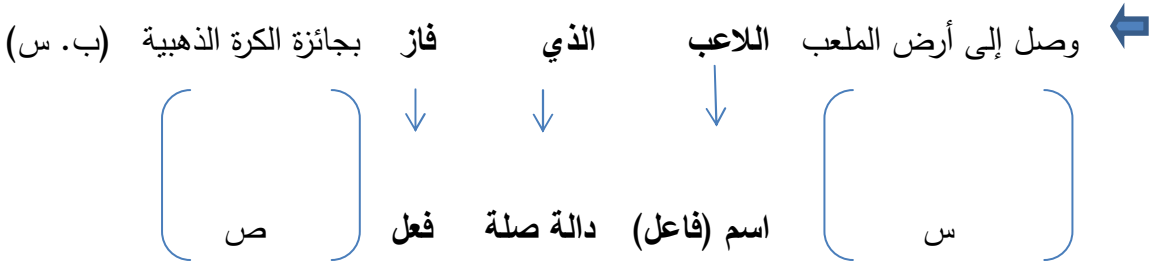 وصل إلى أرض الملعب اللاعب الذي فاز بجائزة الكرة الذهبية (ب. س)
س اسم (فاعل) دالة صلة فعل ص